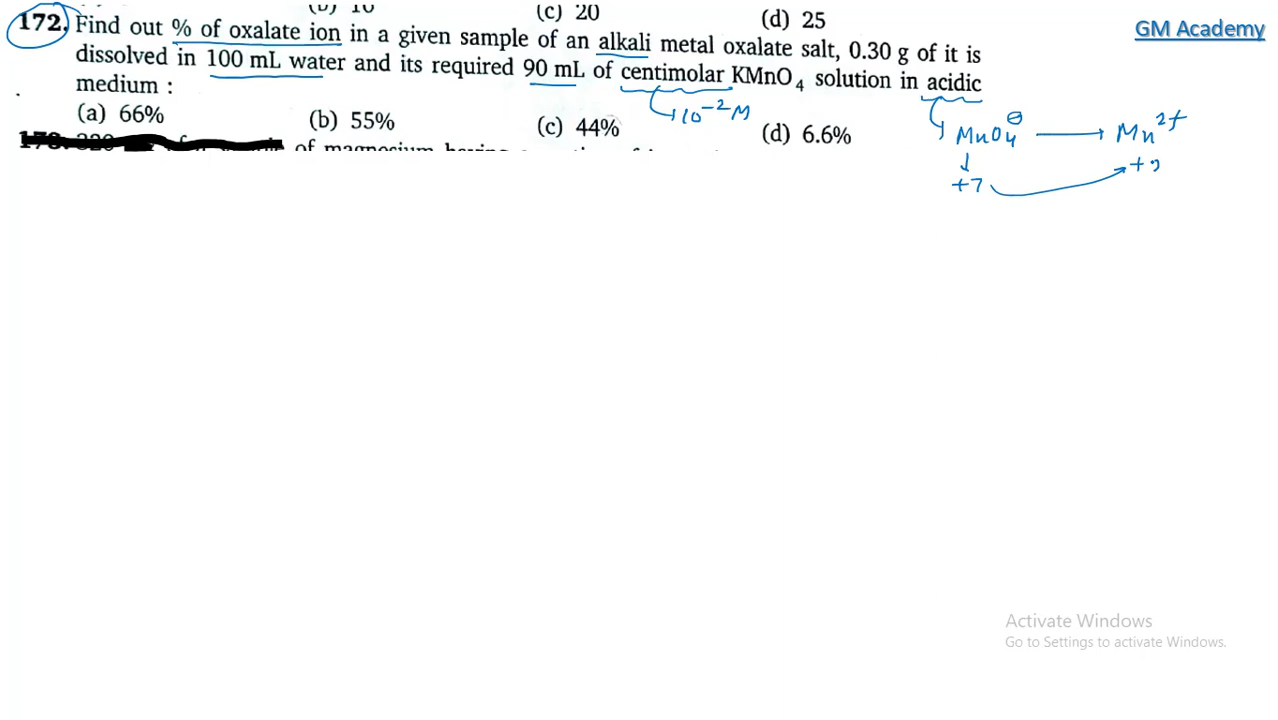 (b) 10 (c) 20 (d) 25
GM Academy
172. Find out % of oxalate ion in a given sample of an alkali metal oxalate salt, 0.30 g of it is
dissolved in 100 mL water and its required 90 mL of centimolar KMnO₄ solution in acidic
medium :
(a) 66% (b) 55% (c) 44% (d) 6.6%
→ 10⁻² M
→ MnO₄⊖ → Mn²⁺
↓
+7 → +2
of magnesium having
Activate Windows
Go to Settings to activate Windows.